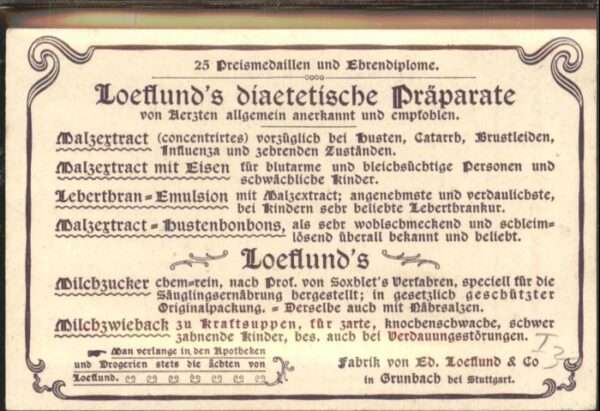 25 Preismedaillen und Ehrendiplome.
Loeflund's diaetetische Präparate
von Aerzten allgemein anerkannt und empfohlen.
Malzextract (concentrirtes) vorzüglich bei Husten, Catarrh, Brustleiden,
Influenza und zehrenden Zuständen.
Malzextract mit Eisen für blutarme und bleichsüchtige Personen und
schwächliche Kinder.
Leberthran-Emulsion mit Malzextract; angenehmste und verdaulichste,
bei Kindern sehr beliebte Leberthrankur.
Malzextract-Hustenbonbons, als sehr wohlschmeckend und schleim-
lösend überall bekannt und beliebt.
Loeflund's
Milchzucker chem-rein, nach Prof. von Soxhlet's Verfahren, speciell für die
Säuglingsernährung hergestellt; in gesetzlich geschützter
Originalpackung. – Derselbe auch mit Nährsalzen.
Milchzwieback zu Kraftsuppen, für zarte, knochenschwache, schwer
zahnende Kinder, bes. auch bei Verdauungsstörungen.
Man verlange in den Apotheken
und Drogerien stets die ächten von
Loeflund.
Fabrik von Ed. Loeflund & Co
in Grunbach bei Stuttgart.